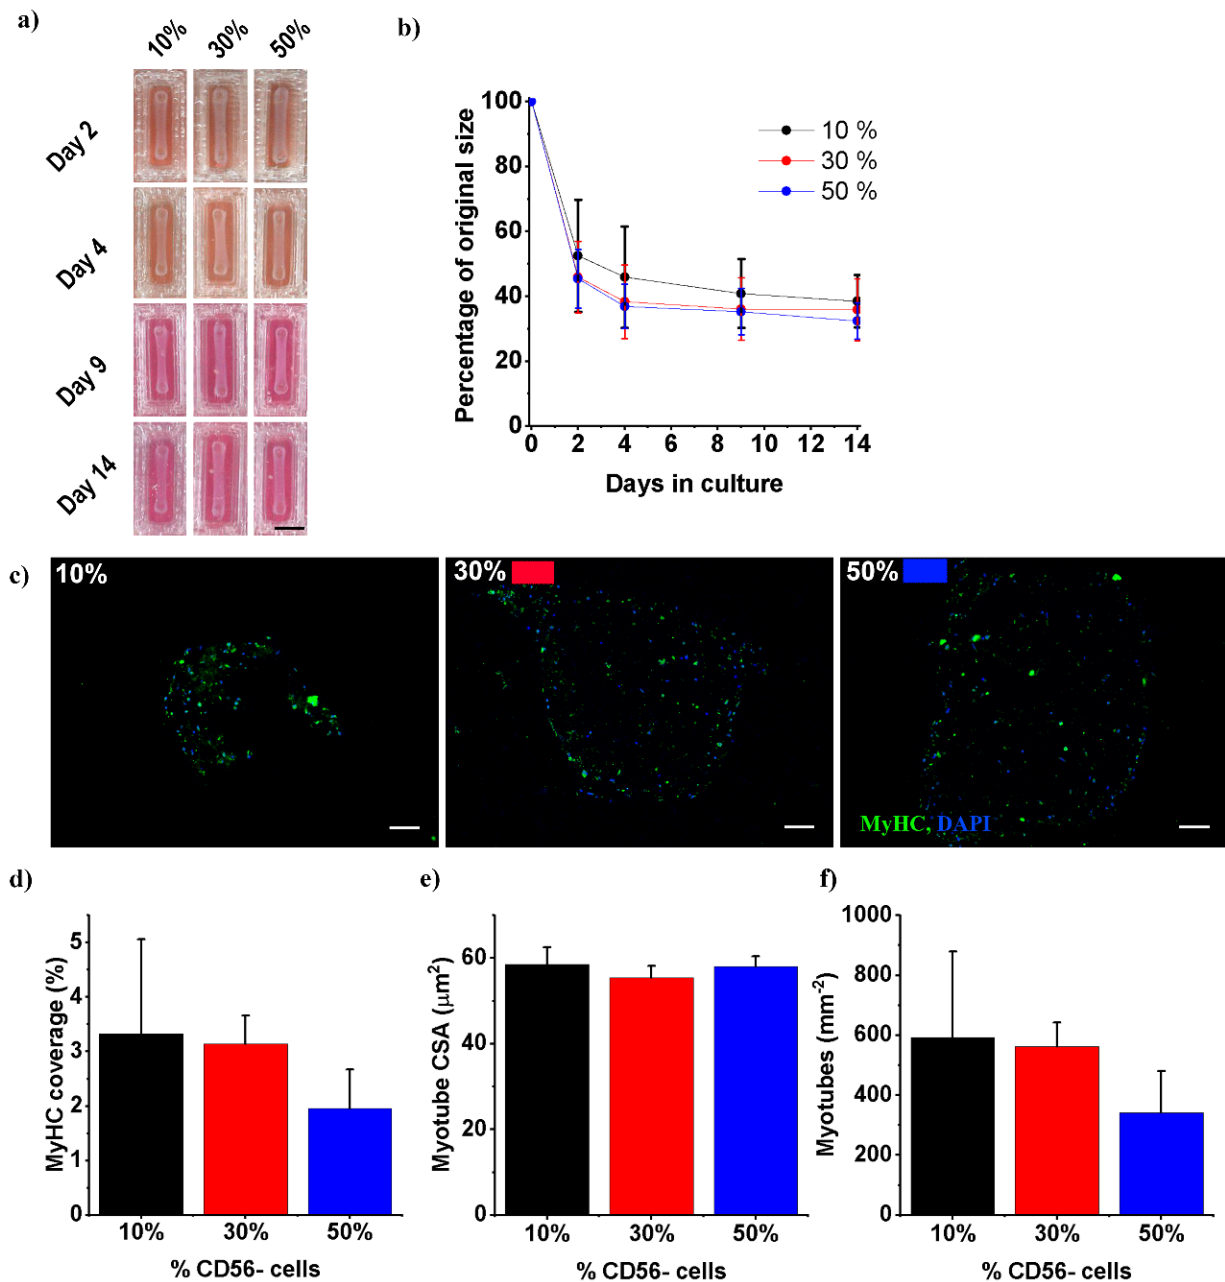 a)
10%
30%
50%
Day 2
Day 4
Day 9
Day 14
b)
Percentage of original size
100
80
60
40
20
0
0
2
4
6
8
10
12
14
Days in culture
10 %
30 %
50 %
c)
10%
30%
50%
MyHC, DAPI
d)
MyHC coverage (%)
5
4
3
2
1
0
10%
30%
50%
% CD56- cells
e)
Myotube CSA (μm²)
60
40
20
0
10%
30%
50%
% CD56- cells
f)
Myotubes (mm⁻²)
1000
800
600
400
200
0
10%
30%
50%
% CD56- cells